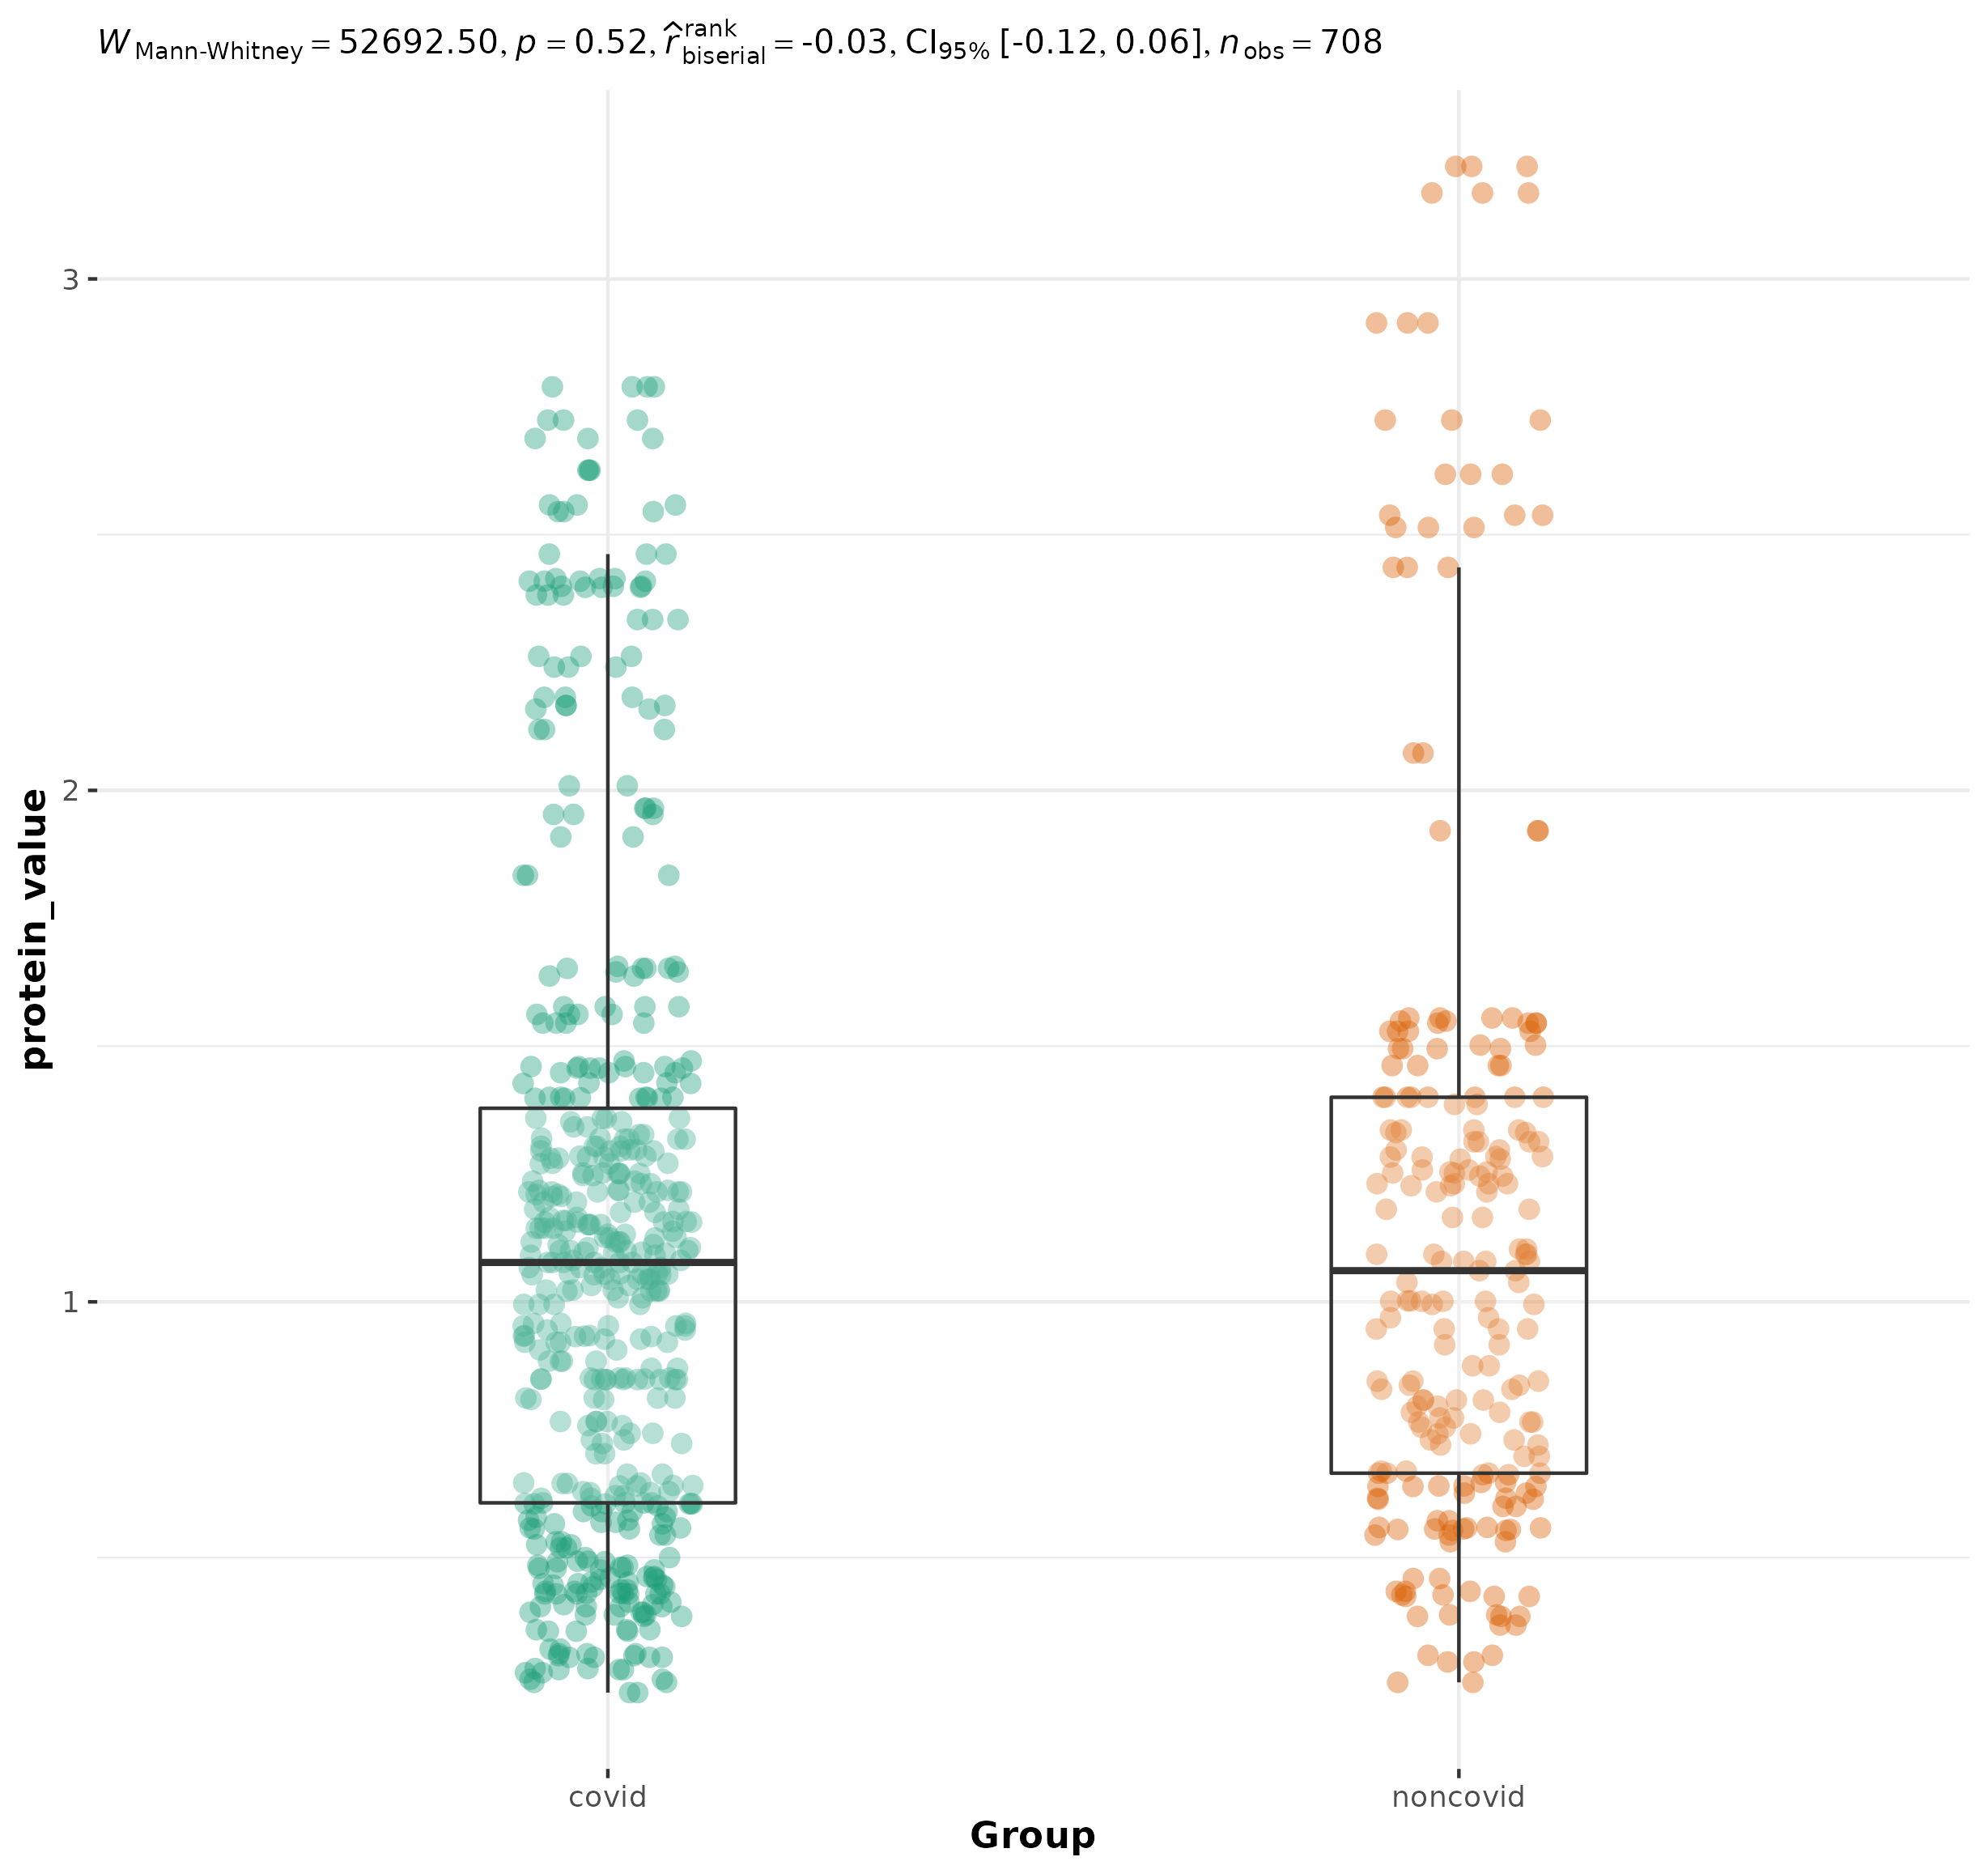 W Mann-Whitney = 52692.50, p = 0.52, r̂ rank biserial = -0.03, CI95% [-0.12, 0.06], n obs = 708
3
2
1
protein_value
covid noncovid
Group